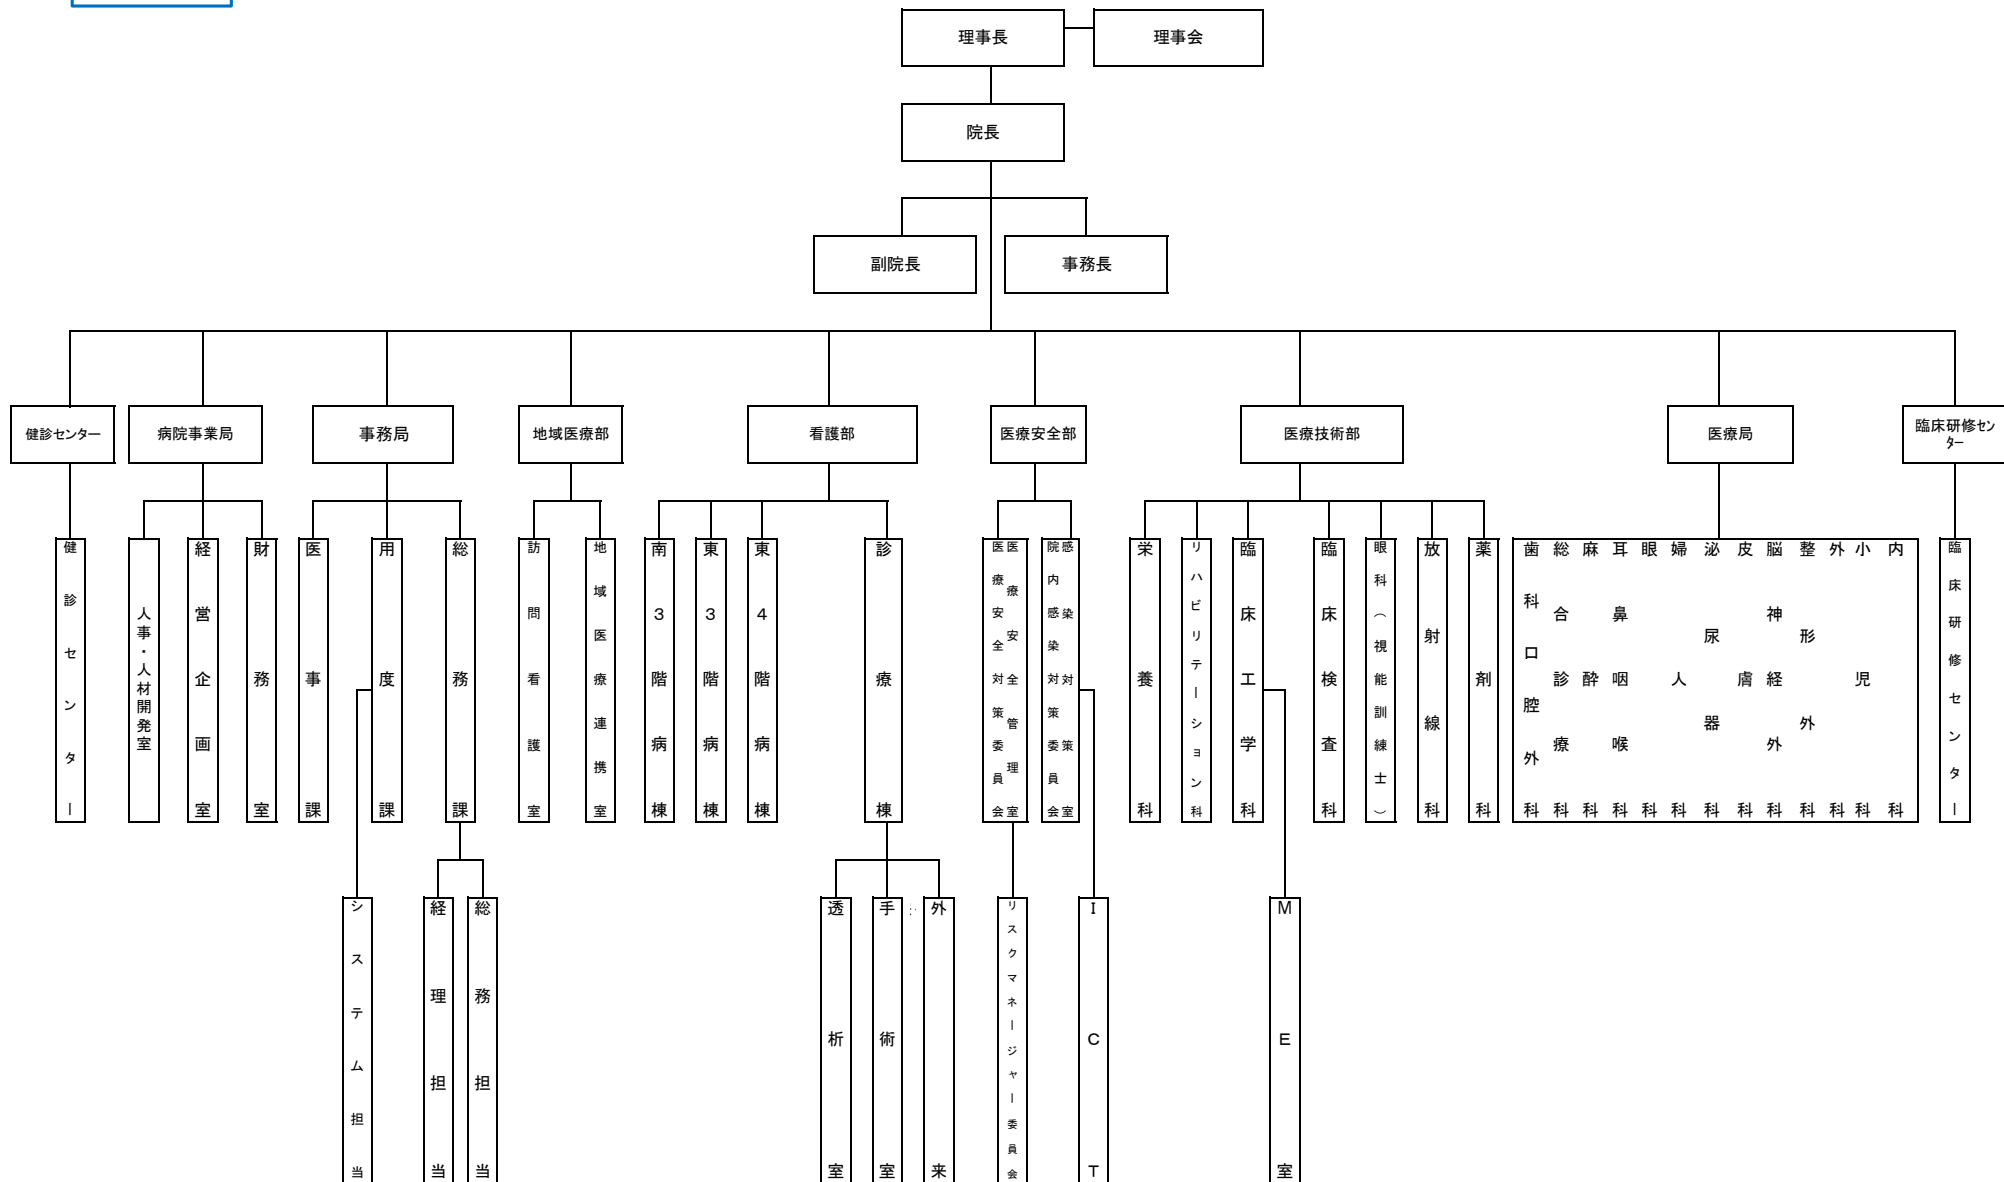 理事長
理事会
院長
副院長
事務長
健診センター
病院事業局
事務局
地域医療部
看護部
医療安全部
医療技術部
医療局
臨床研修セン
ター
健診センター
人事・人材開発室
経営企画室
財務室
医事課
用度課
総務課
訪問看護室
地域医療連携室
南3階病棟
東3階病棟
東4階病棟
診療棟
医療安全対策委員会
医療安全管理室
院内感染対策委員会
感染対策室
栄養科
リハビリテーション科
臨床工学科
臨床検査科
眼科（視能訓練士）
放射線科
薬剤科
歯科口腔外科
総合診療科
麻酔科
耳鼻咽喉科
眼科
婦人科
泌尿器科
皮膚科
脳神経外科
整形外科
外科
小児科
内科
臨床研修センター
システム担当
経理担当
総務担当
透析室
手術室
外来
リスクマネージャー委員会
ICT
ME室